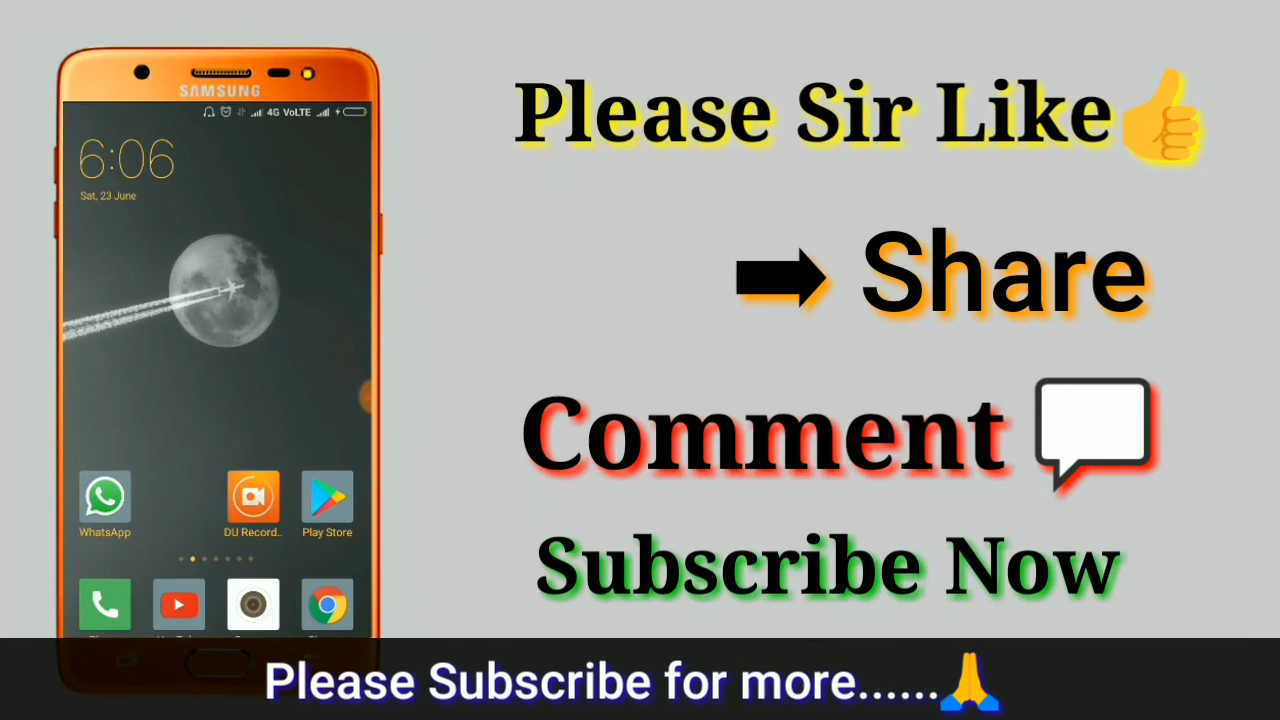 SAMSUNG
4G VoLTE
6:06
Sat, 23 June
WhatsApp
DU Record..
Play Store
Please Sir Like👍
➡ Share
Comment 💬
Subscribe Now
Please Subscribe for more......🙏